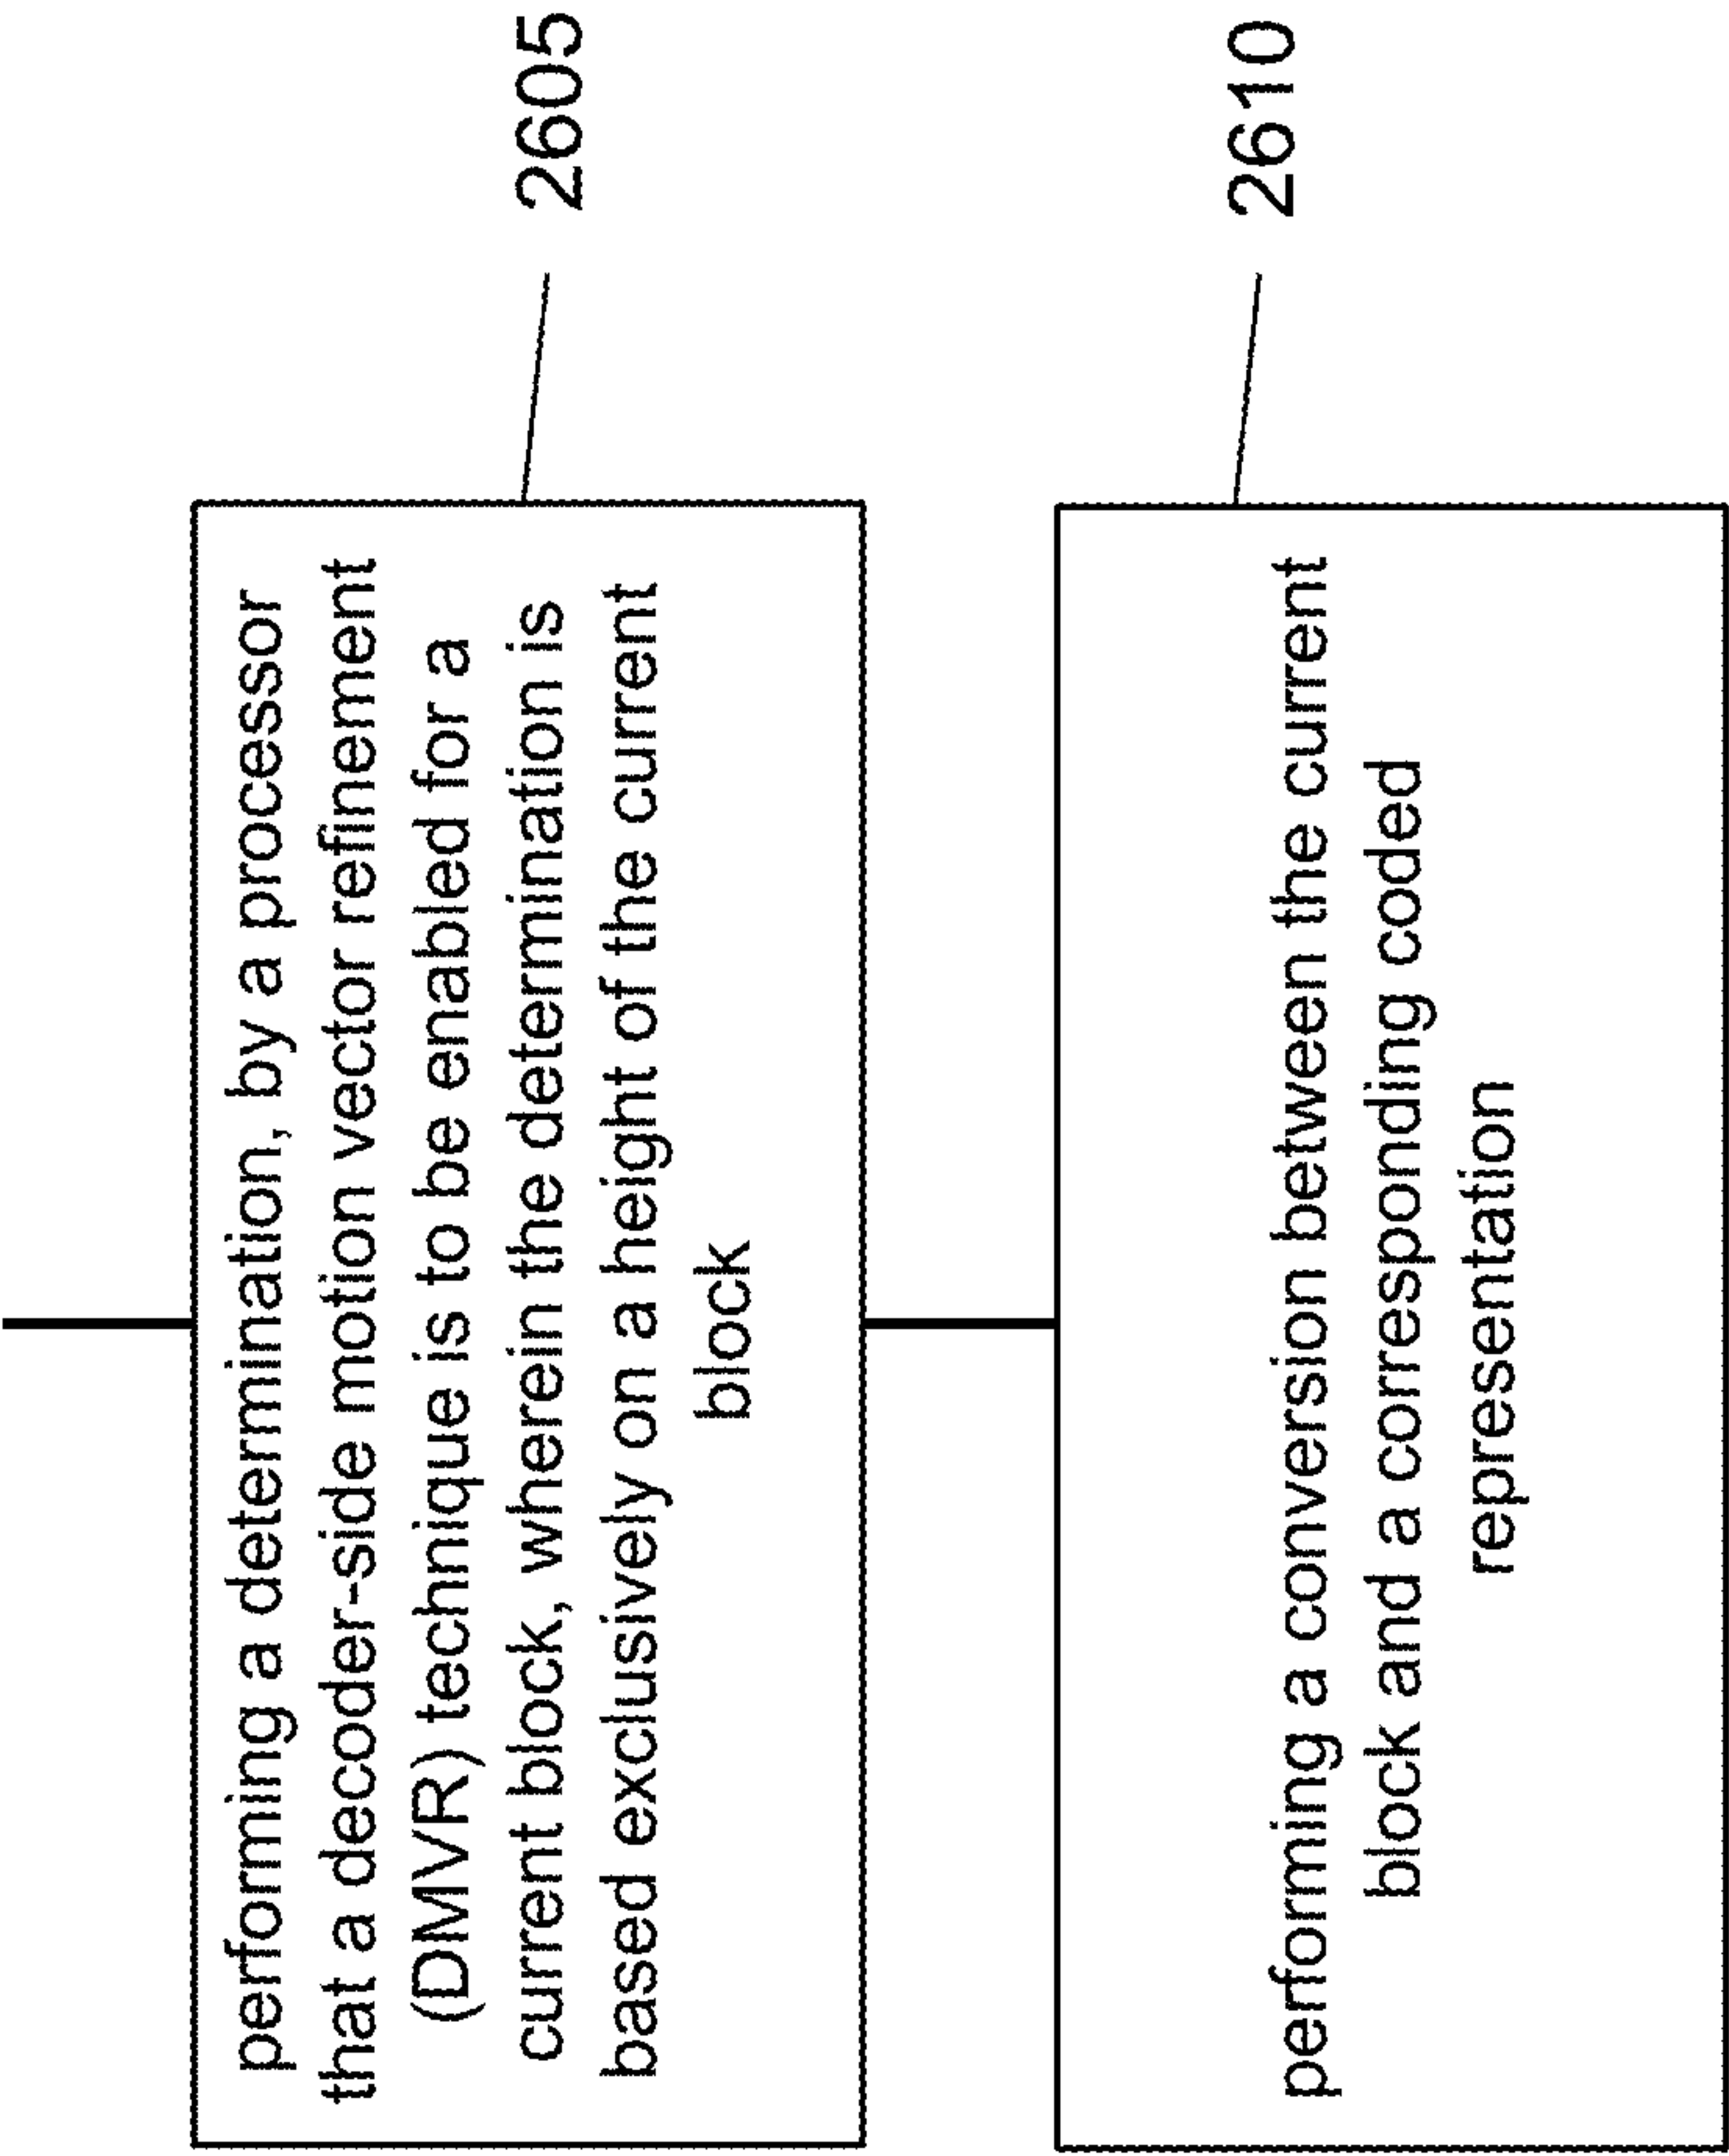 performing a determination, by a processor
that a decoder-side motion vector refinement
(DMVR) technique is to be enabled for a
current block, wherein the determination is
based exclusively on a height of the current
block
2605
performing a conversion between the current
block and a corresponding coded
representation
2610